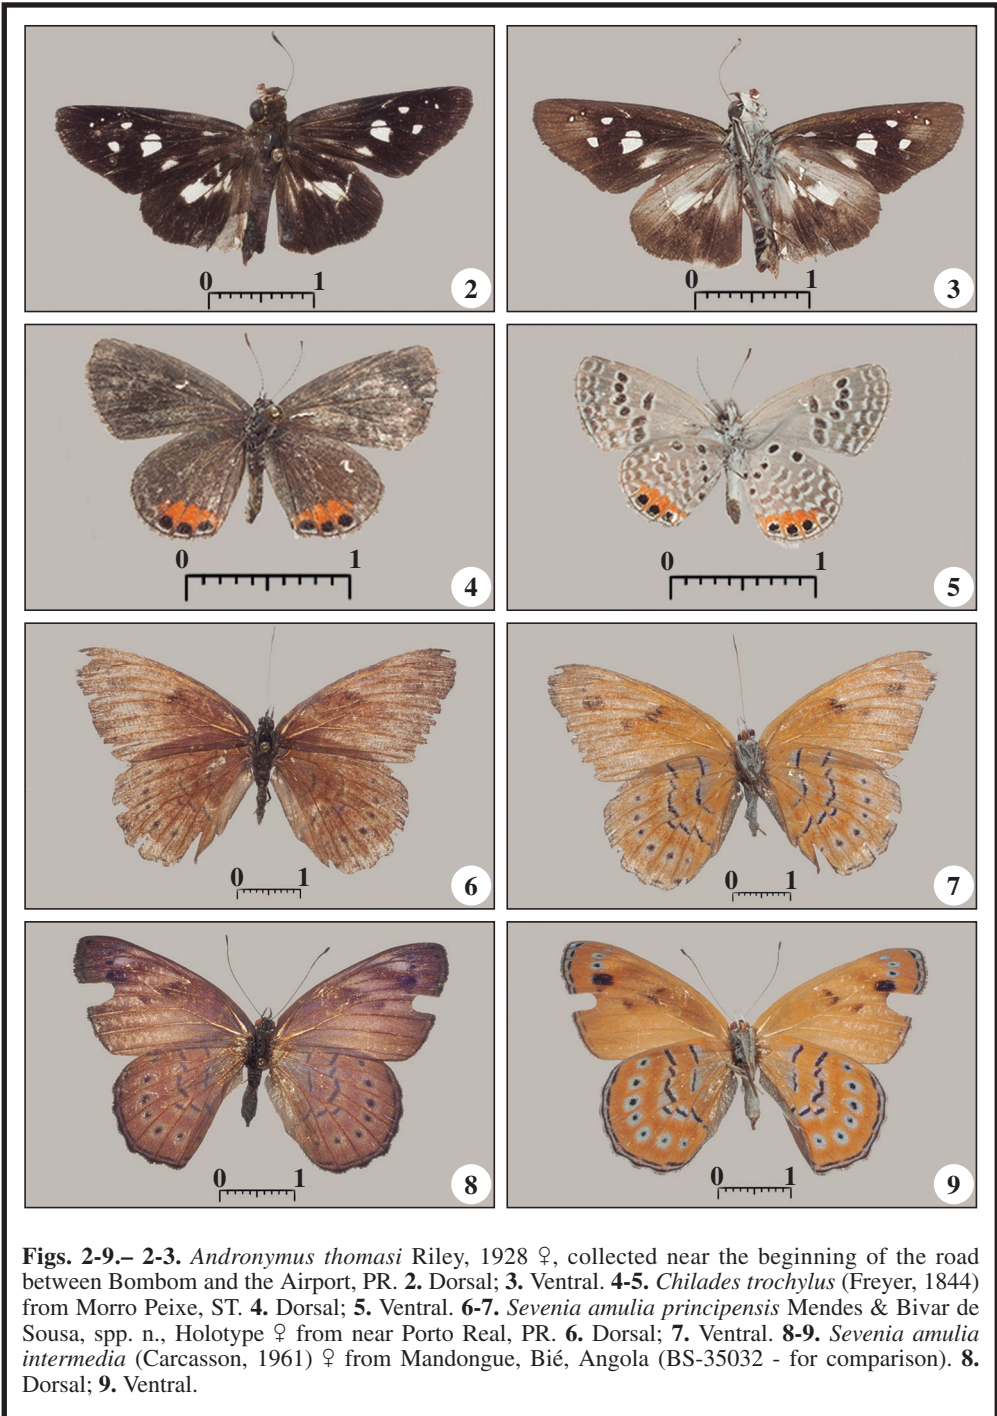 0 1
2
0 1
3
0 1
4
0 1
5
0 1
6
0 1
7
0 1
8
0 1
9
Figs. 2-9.– 2-3. Andronymus thomasi Riley, 1928 ♀, collected near the beginning of the road
between Bombom and the Airport, PR. 2. Dorsal; 3. Ventral. 4-5. Chilades trochylus (Freyer, 1844)
from Morro Peixe, ST. 4. Dorsal; 5. Ventral. 6-7. Sevenia amulia principensis Mendes & Bivar de
Sousa, spp. n., Holotype ♀ from near Porto Real, PR. 6. Dorsal; 7. Ventral. 8-9. Sevenia amulia
intermedia (Carcasson, 1961) ♀ from Mandongue, Bié, Angola (BS-35032 - for comparison). 8.
Dorsal; 9. Ventral.